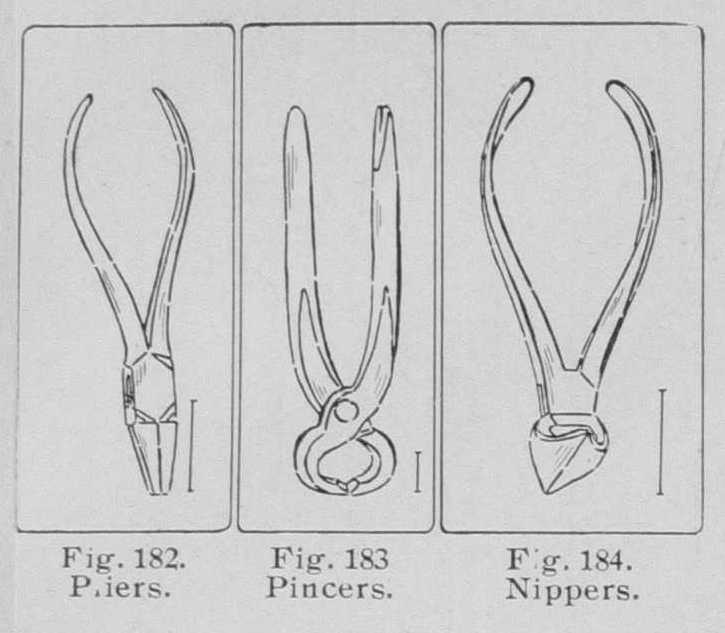 Fig. 182.
Pliers.
Fig. 183
Pincers.
Fig. 184.
Nippers.